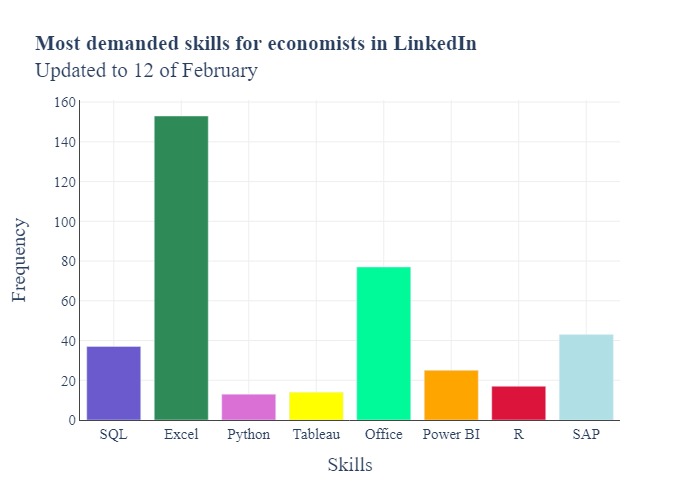 Most demanded skills for economists in LinkedIn
Updated to 12 of February
160
140
120
100
80
60
40
20
0
Frequency
SQL Excel Python Tableau Office Power BI R SAP
Skills